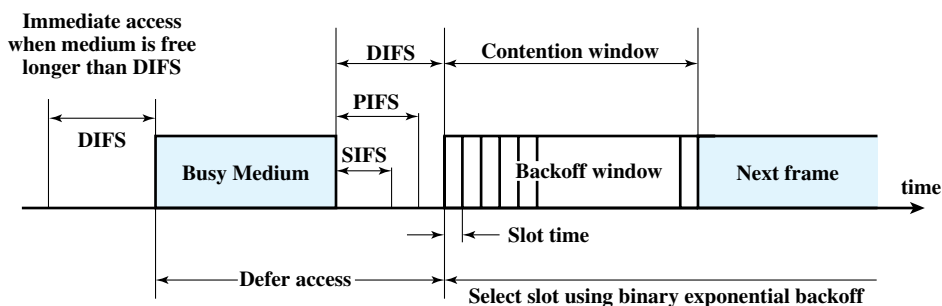 Immediate access
when medium is free
longer than DIFS
DIFS
Contention window
PIFS
DIFS
SIFS
Busy Medium
Backoff window
Next frame
time
Slot time
Defer access
Select slot using binary exponential backoff